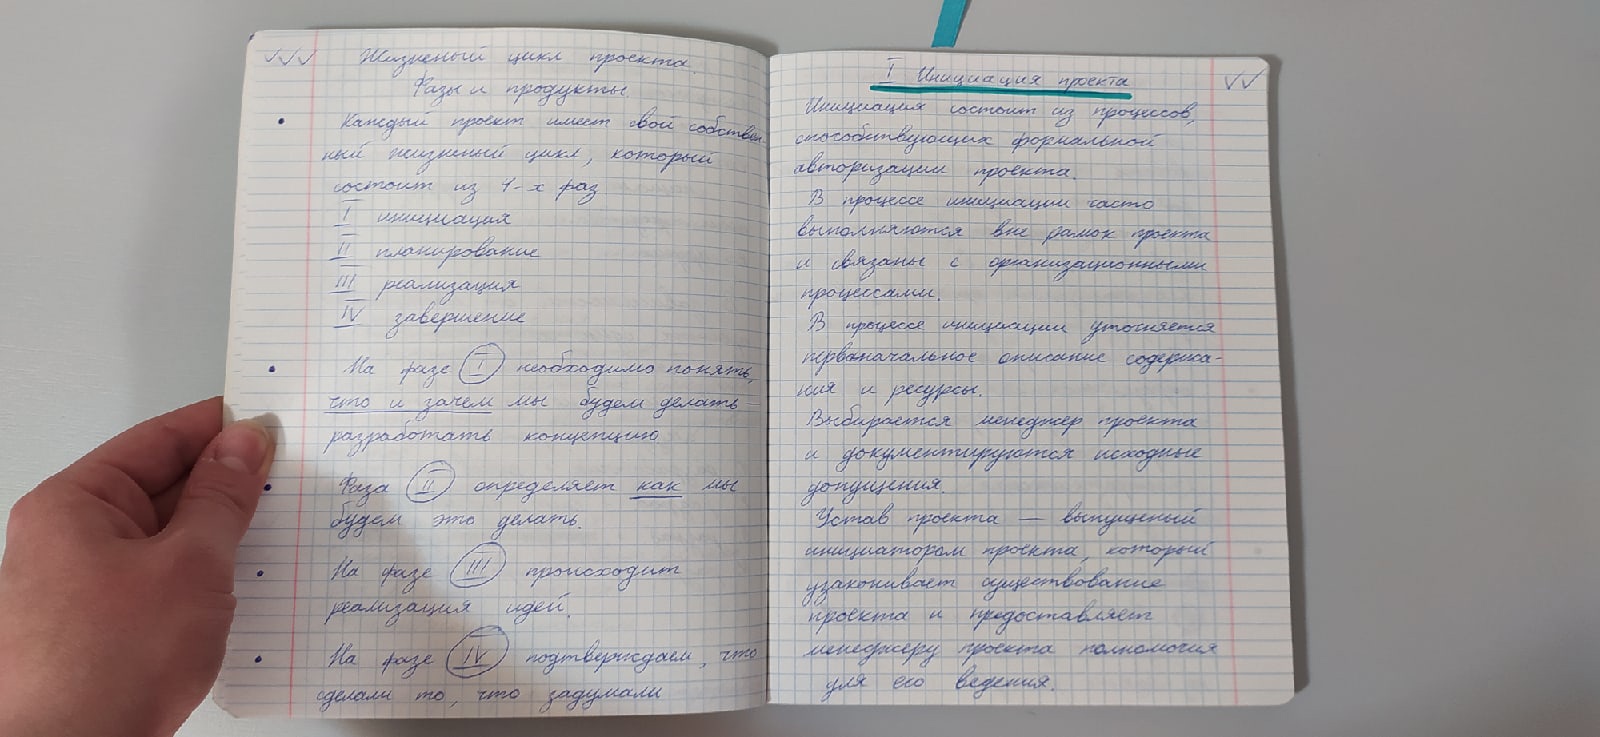 Жизненый цикл проекта.
Фазы и продукты.
Каждый проект имеет свой собствен
ный жизненый цикл, который
состоит из 4-х фаз.
I инициация
II планирование
III реализация
IV завершение
На фазе I необходимо понять,
что и зачем мы будем делать
разработать концепцию.
Фаза II определяет как мы
будем это делать.
На фазе III происходит
реализация идей.
На фазе IV подтверждаем, что
сделали то, что задумали
I Инициация проекта
Инициация состоит из процессов,
способствующих формальной
авторизации проекта.
В процессе инициации часто
выполняются вне рамок проекта
и связаны с организационными
процессами.
В процессе инициации уточняется
первоначальное описание содержа-
ния и ресурсы.
Выбирается менеджер проекта
и документируются исходные
допущения.
Устав проекта — выпущеный
инициатором проекта, который
узаконивает существование
проекта и предоставляет
менеджеру проекта полномочия
для его ведения.